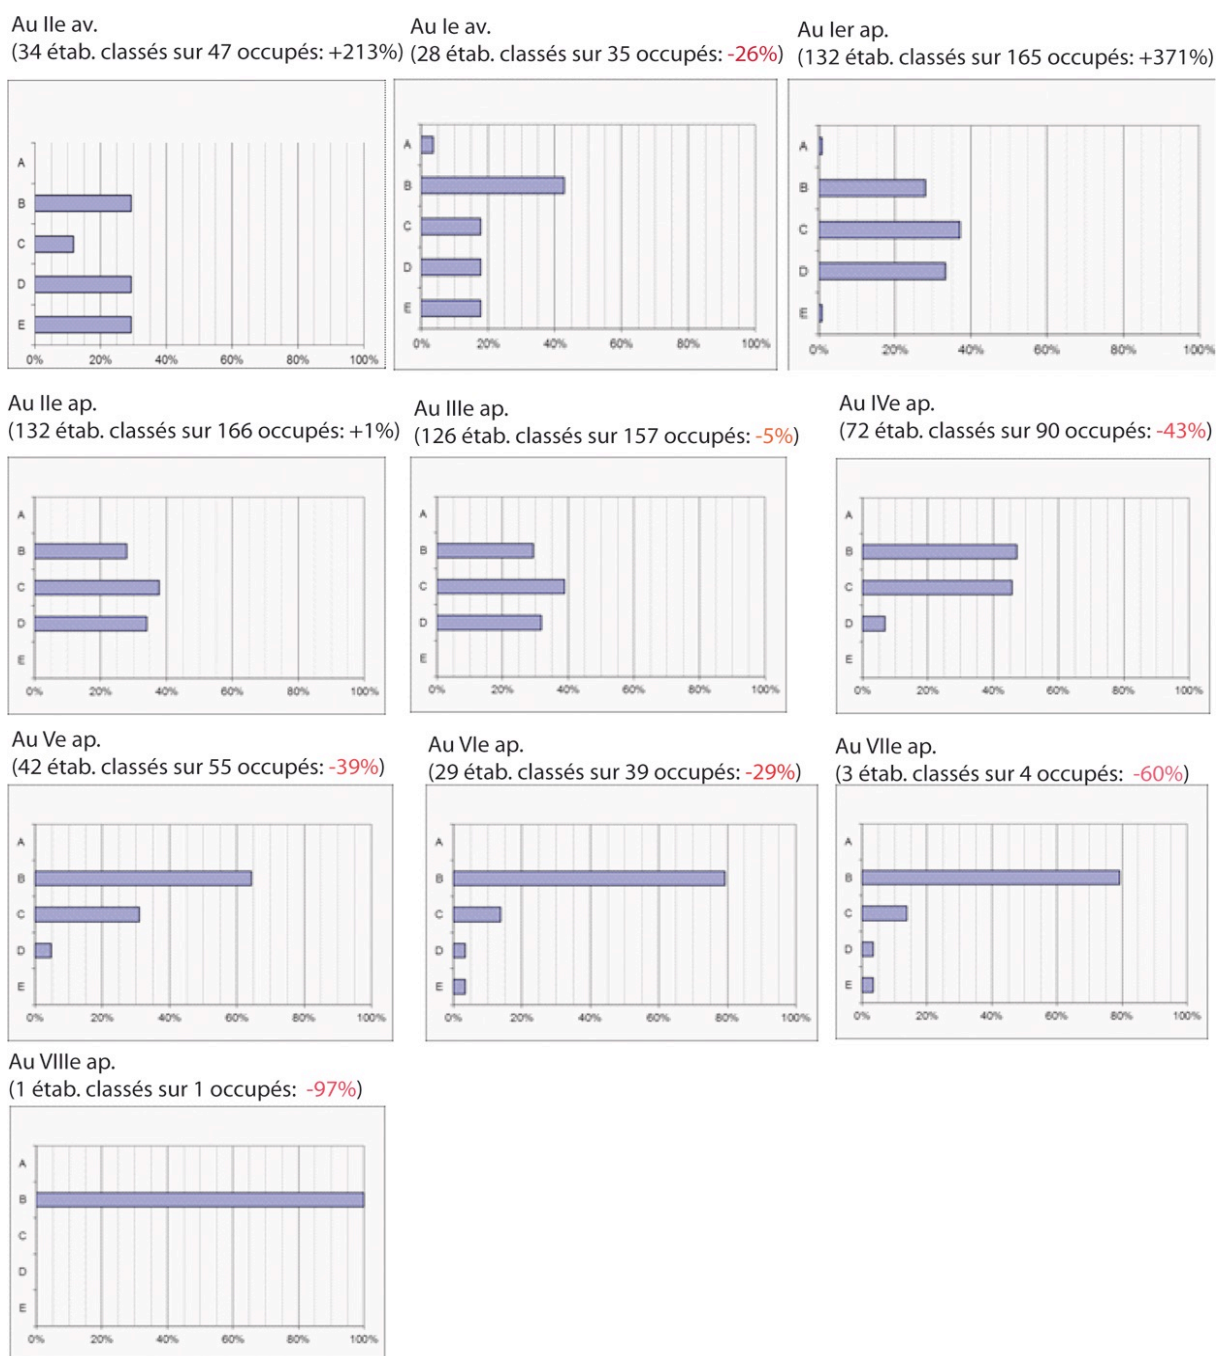 Au IIe av.
(34 étab. classés sur 47 occupés: +213%)
A
B
C
D
E
0% 20% 40% 60% 80% 100%
Au Ie av.
(28 étab. classés sur 35 occupés: -26%)
A
B
C
D
E
0% 20% 40% 60% 80% 100%
Au Ier ap.
(132 étab. classés sur 165 occupés: +371%)
A
B
C
D
E
0% 20% 40% 60% 80% 100%
Au IIe ap.
(132 étab. classés sur 166 occupés: +1%)
A
B
C
D
E
0% 20% 40% 60% 80% 100%
Au IIIe ap.
(126 étab. classés sur 157 occupés: -5%)
A
B
C
D
E
0% 20% 40% 60% 80% 100%
Au IVe ap.
(72 étab. classés sur 90 occupés: -43%)
A
B
C
D
E
0% 20% 40% 60% 80% 100%
Au Ve ap.
(42 étab. classés sur 55 occupés: -39%)
A
B
C
D
E
0% 20% 40% 60% 80% 100%
Au VIe ap.
(29 étab. classés sur 39 occupés: -29%)
A
B
C
D
E
0% 20% 40% 60% 80% 100%
Au VIIe ap.
(3 étab. classés sur 4 occupés: -60%)
A
B
C
D
E
0% 20% 40% 60% 80% 100%
Au VIIIe ap.
(1 étab. classés sur 1 occupés: -97%)
A
B
C
D
E
0% 20% 40% 60% 80% 100%